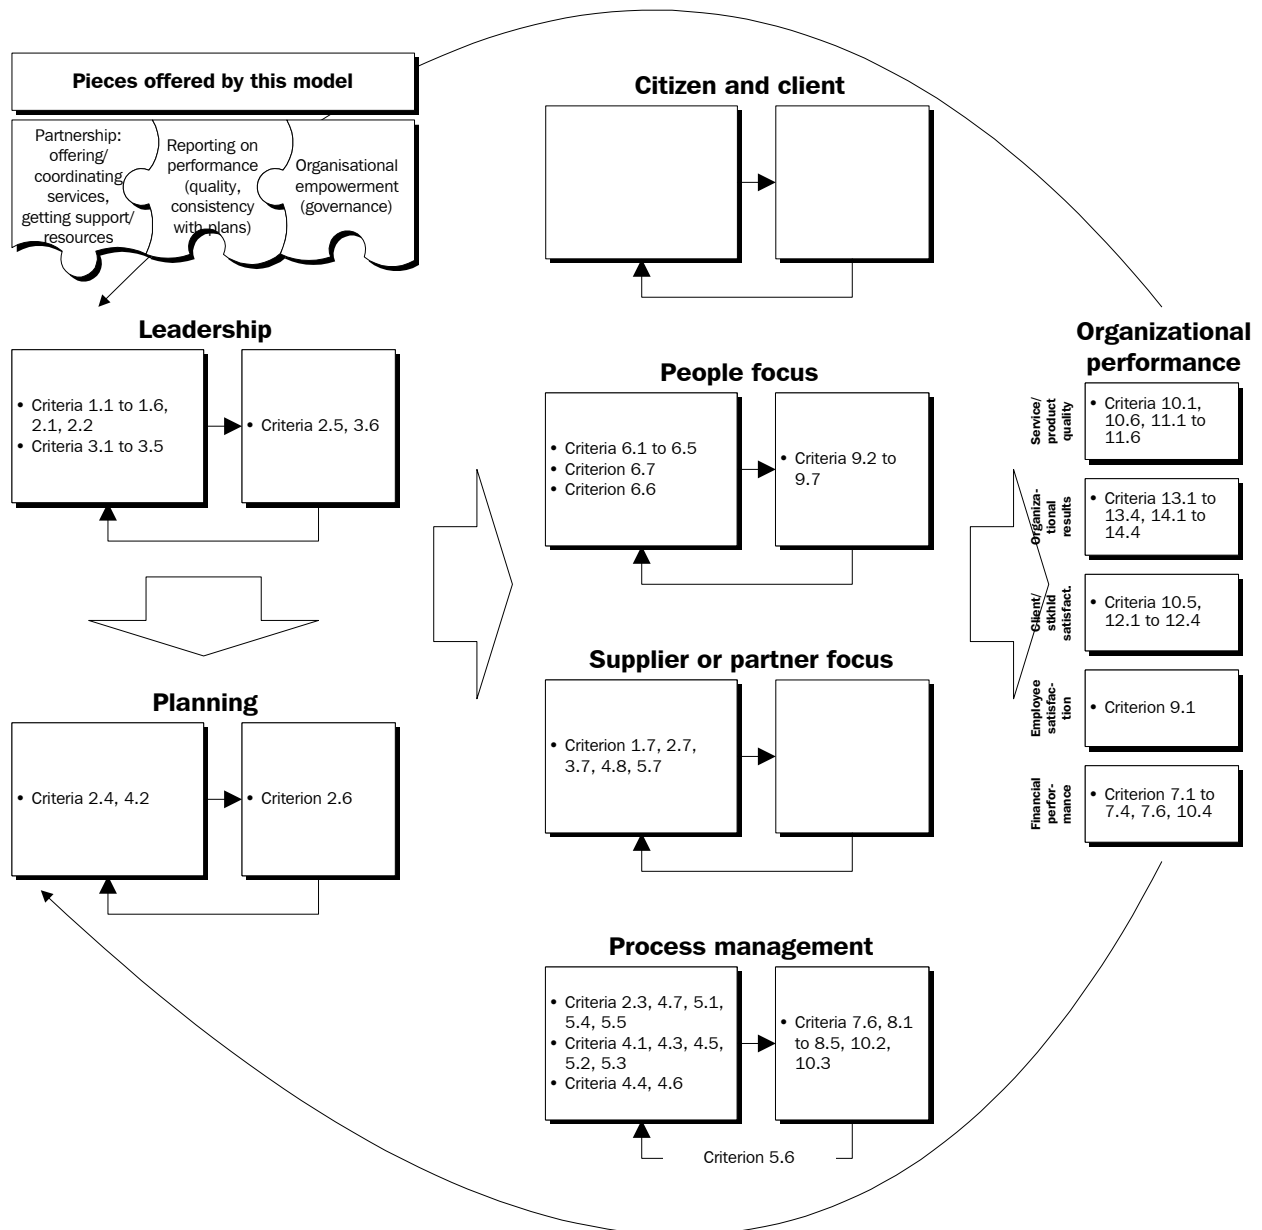 Pieces offered by this model
Partnership:
offering/
coordinating
services,
getting support/
resources
Reporting on
performance
(quality,
consistency
with plans)
Organisational
empowerment
(governance)
Leadership
• Criteria 1.1 to 1.6,
2.1, 2.2
• Criteria 3.1 to 3.5
• Criteria 2.5, 3.6
Planning
• Criteria 2.4, 4.2
• Criterion 2.6
Citizen and client
People focus
• Criteria 6.1 to 6.5
• Criterion 6.7
• Criterion 6.6
• Criteria 9.2 to
9.7
Supplier or partner focus
• Criterion 1.7, 2.7,
3.7, 4.8, 5.7
Process management
• Criteria 2.3, 4.7, 5.1,
5.4, 5.5
• Criteria 4.1, 4.3, 4.5,
5.2, 5.3
• Criteria 4.4, 4.6
• Criteria 7.6, 8.1
to 8.5, 10.2,
10.3
Criterion 5.6
Organizational
performance
Service/
product
quality
• Criteria 10.1,
10.6, 11.1 to
11.6
Organiza-
tional
results
• Criteria 13.1 to
13.4, 14.1 to
14.4
Client/
stkhld
satisfact.
• Criteria 10.5,
12.1 to 12.4
Employee
satisfac-
tion
• Criterion 9.1
Financial
perfor-
mance
• Criterion 7.1 to
7.4, 7.6, 10.4